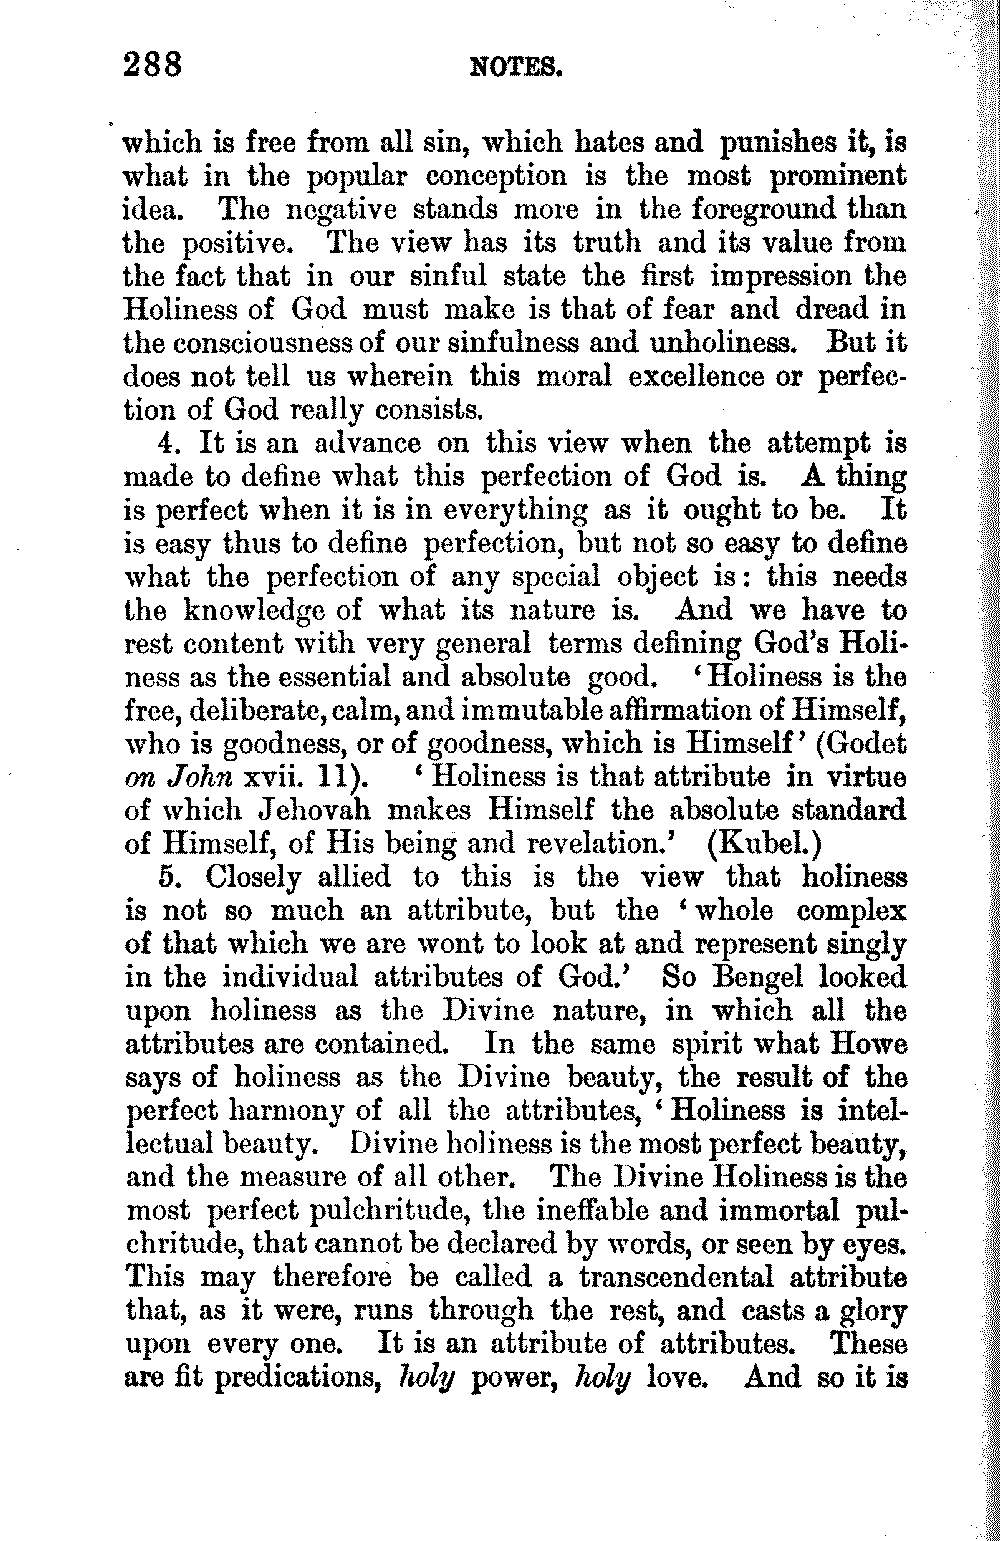 288 NOTES.
which is free from all sin, which hates and punishes it, is
what in the popular conception is the most prominent
idea. The negative stands more in the foreground than
the positive. The view has its truth and its value from
the fact that in our sinful state the first impression the
Holiness of God must make is that of fear and dread in
the consciousness of our sinfulness and unholiness. But it
does not tell us wherein this moral excellence or perfec-
tion of God really consists.
4. It is an advance on this view when the attempt is
made to define what this perfection of God is. A thing
is perfect when it is in everything as it ought to be. It
is easy thus to define perfection, but not so easy to define
what the perfection of any special object is: this needs
the knowledge of what its nature is. And we have to
rest content with very general terms defining God's Holi-
ness as the essential and absolute good. ‘Holiness is the
free, deliberate, calm, and immutable affirmation of Himself,
who is goodness, or of goodness, which is Himself’ (Godet
on John xvii. 11). ‘Holiness is that attribute in virtue
of which Jehovah makes Himself the absolute standard
of Himself, of His being and revelation.’ (Kubel.)
5. Closely allied to this is the view that holiness
is not so much an attribute, but the ‘whole complex
of that which we are wont to look at and represent singly
in the individual attributes of God.’ So Bengel looked
upon holiness as the Divine nature, in which all the
attributes are contained. In the same spirit what Howe
says of holiness as the Divine beauty, the result of the
perfect harmony of all the attributes, ‘Holiness is intel-
lectual beauty. Divine holiness is the most perfect beauty,
and the measure of all other. The Divine Holiness is the
most perfect pulchritude, the ineffable and immortal pul-
chritude, that cannot be declared by words, or seen by eyes.
This may therefore be called a transcendental attribute
that, as it were, runs through the rest, and casts a glory
upon every one. It is an attribute of attributes. These
are fit predications, holy power, holy love. And so it is